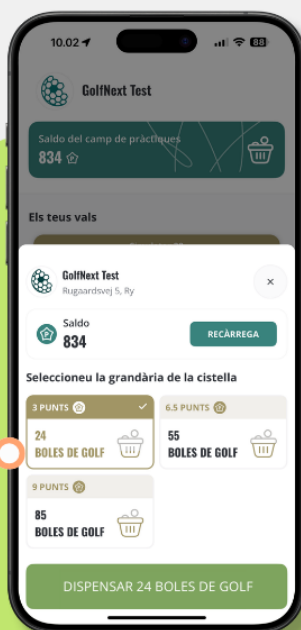 10.02
88
GolfNext Test
Saldo del camp de pràctiques
834
Els teus vals
GolfNext Test
Rugaardsvej 5, Ry
×
Saldo
834
RECÀRREGA
Seleccioneu la grandària de la cistella
3 PUNTS
6.5 PUNTS
24
BOLES DE GOLF
55
BOLES DE GOLF
9 PUNTS
85
BOLES DE GOLF
DISPENSAR 24 BOLES DE GOLF